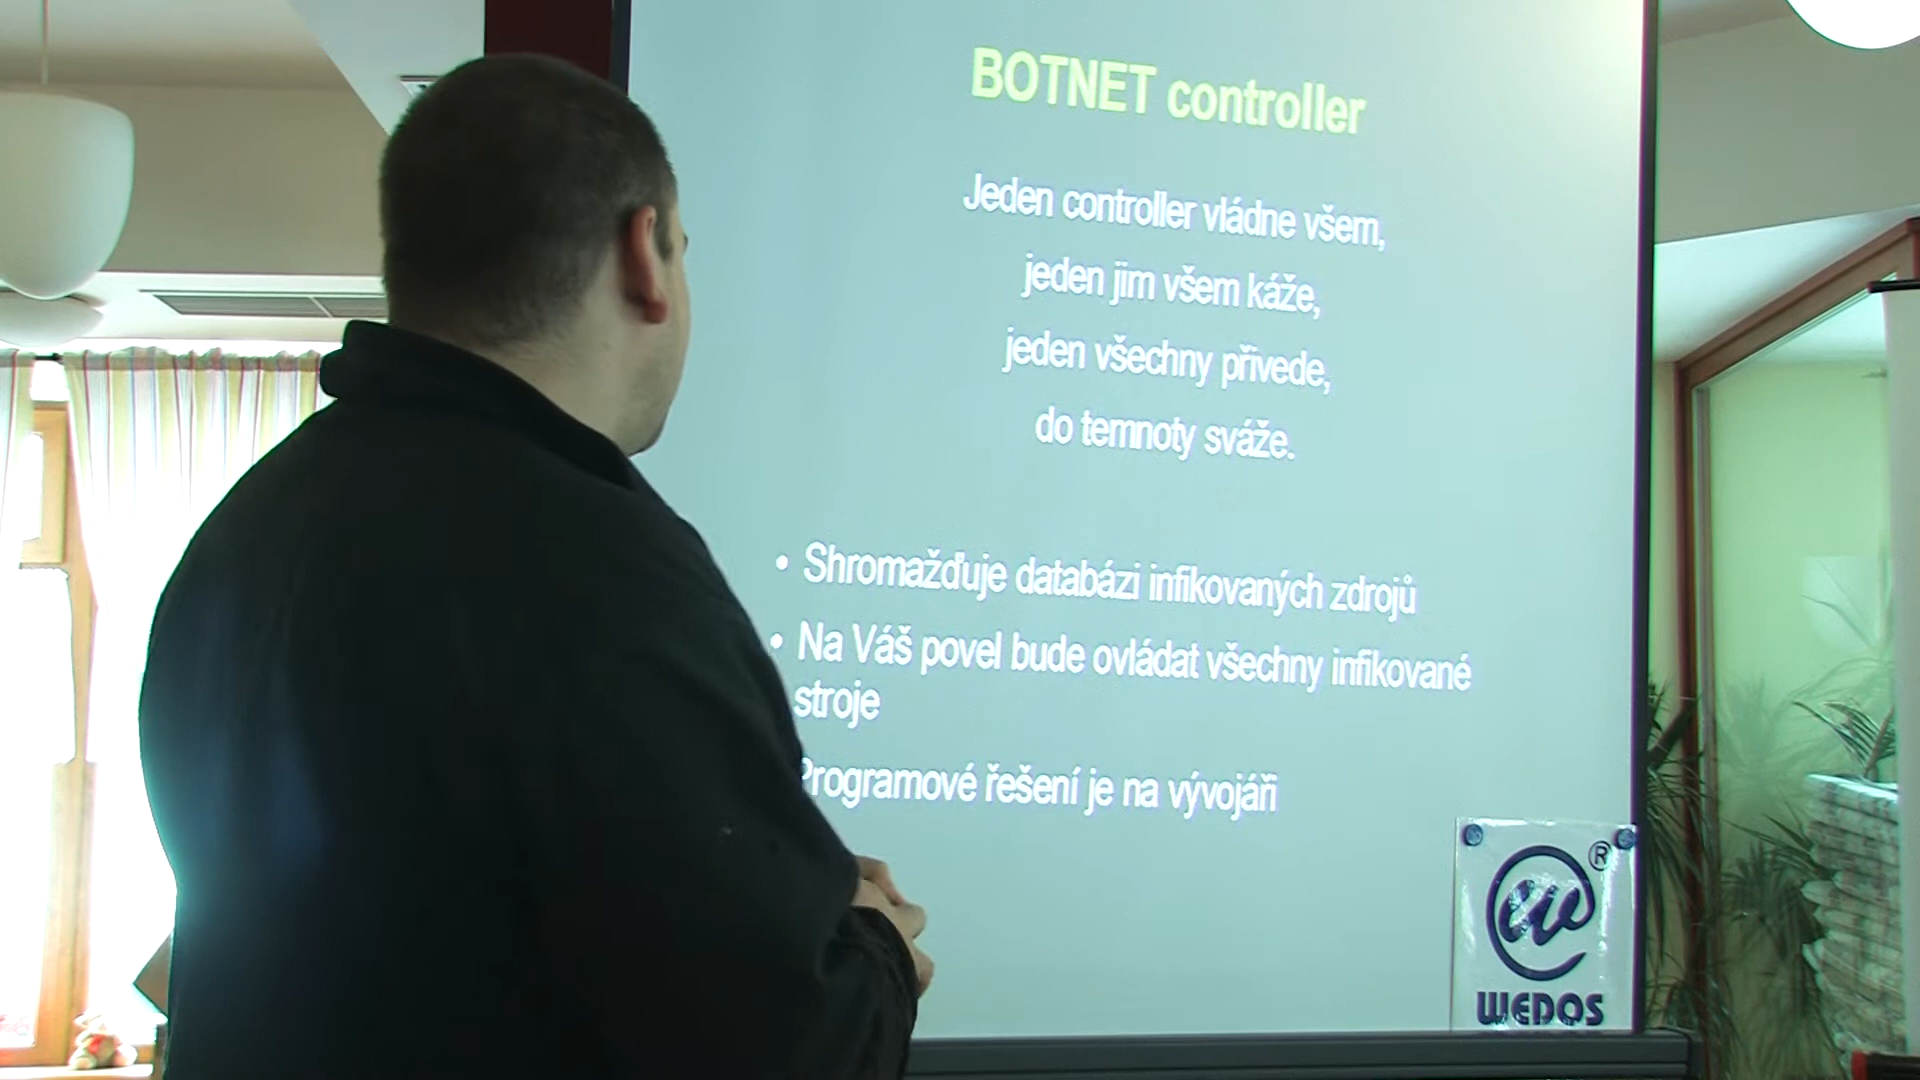 BOTNET controller
Jeden controller vládne všem,
jeden jim všem káže,
jeden všechny přivede,
do temnoty sváže.
• Shromažďuje databázi infikovaných zdrojů
• Na Váš povel bude ovládat všechny infikované
stroje
Programové řešení je na vývojáři
®
WEDOS